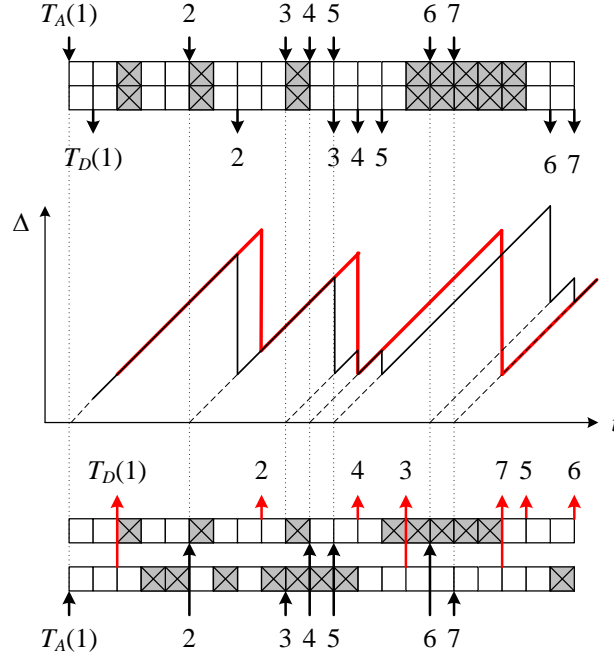 T_A(1) 2 3 4 5 6 7
T_D(1) 2 3 4 5 6 7
Δ
t
T_D(1) 2 4 3 7 5 6
T_A(1) 2 3 4 5 6 7